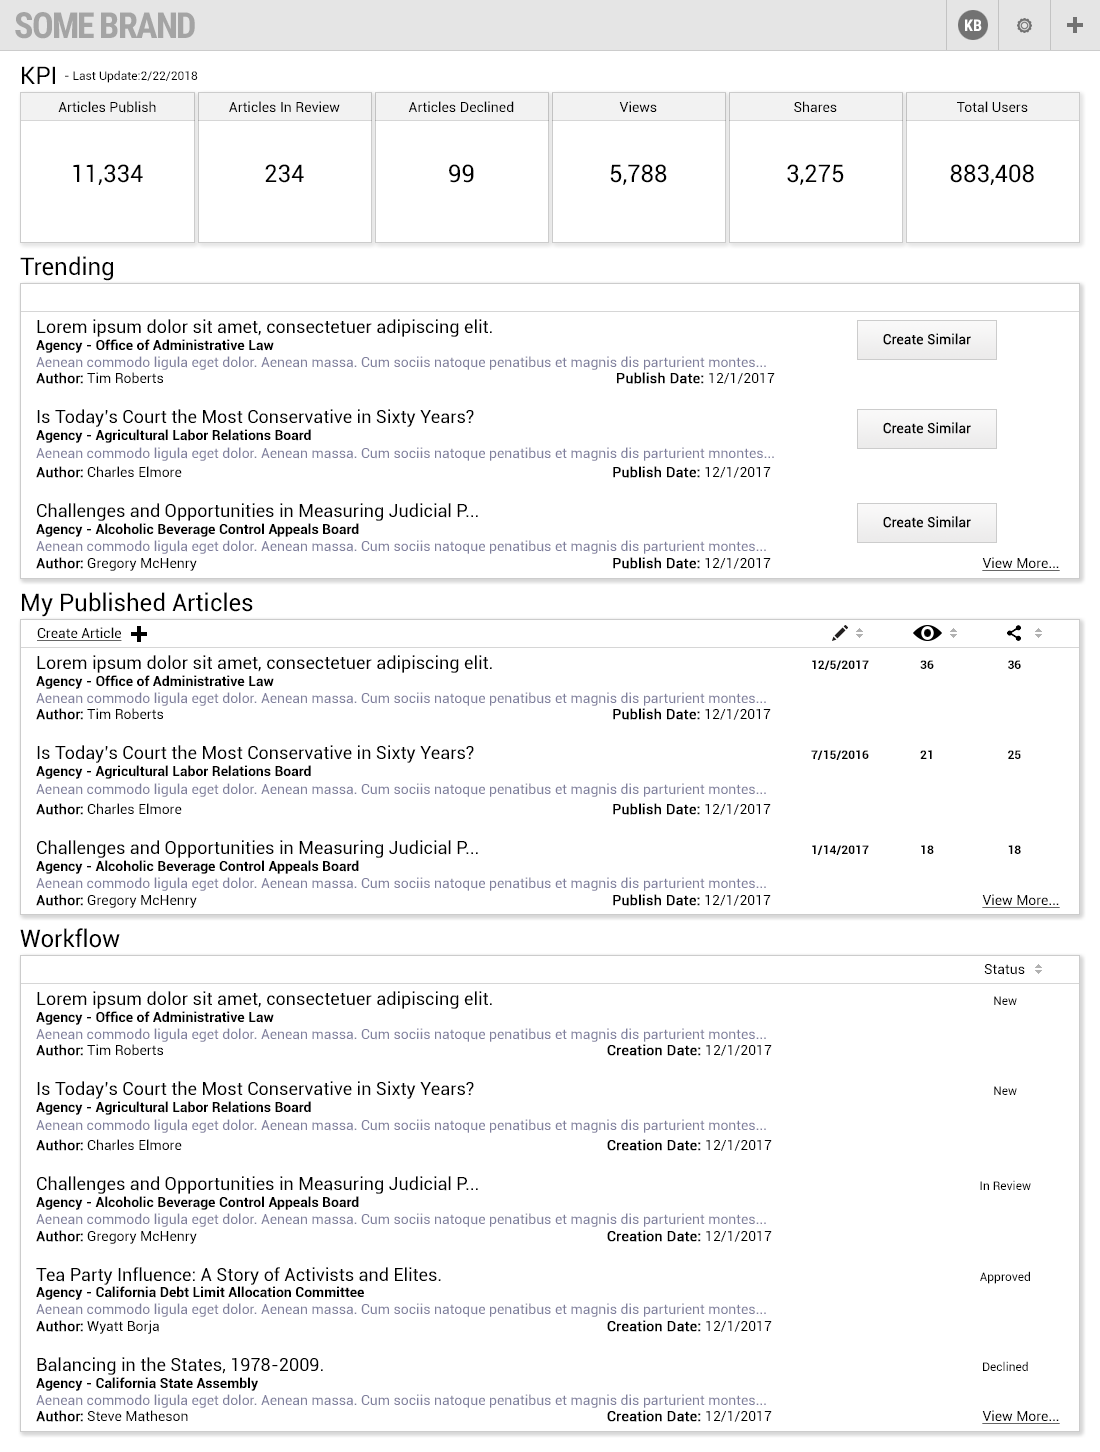 SOME BRAND
KB
KPI - Last Update:2/22/2018
Articles Publish Articles In Review Articles Declined Views Shares Total Users
11,334 234 99 5,788 3,275 883,408
Trending
Lorem ipsum dolor sit amet, consectetuer adipiscing elit.
Agency - Office of Administrative Law
Create Similar
Aenean commodo ligula eget dolor. Aenean massa. Cum sociis natoque penatibus et magnis dis parturient montes...
Author: Tim Roberts Publish Date: 12/1/2017
Is Today's Court the Most Conservative in Sixty Years?
Agency - Agricultural Labor Relations Board
Create Similar
Aenean commodo ligula eget dolor. Aenean massa. Cum sociis natoque penatibus et magnis dis parturient mnontes...
Author: Charles Elmore Publish Date: 12/1/2017
Challenges and Opportunities in Measuring Judicial P...
Agency - Alcoholic Beverage Control Appeals Board
Create Similar
Aenean commodo ligula eget dolor. Aenean massa. Cum sociis natoque penatibus et magnis dis parturient montes...
Author: Gregory McHenry Publish Date: 12/1/2017 View More...
My Published Articles
Create Article
Lorem ipsum dolor sit amet, consectetuer adipiscing elit. 12/5/2017 36 36
Agency - Office of Administrative Law
Aenean commodo ligula eget dolor. Aenean massa. Cum sociis natoque penatibus et magnis dis parturient montes...
Author: Tim Roberts Publish Date: 12/1/2017
Is Today's Court the Most Conservative in Sixty Years? 7/15/2016 21 25
Agency - Agricultural Labor Relations Board
Aenean commodo ligula eget dolor. Aenean massa. Cum sociis natoque penatibus et magnis dis parturient montes...
Author: Charles Elmore Publish Date: 12/1/2017
Challenges and Opportunities in Measuring Judicial P... 1/14/2017 18 18
Agency - Alcoholic Beverage Control Appeals Board
Aenean commodo ligula eget dolor. Aenean massa. Cum sociis natoque penatibus et magnis dis parturient montes...
Author: Gregory McHenry Publish Date: 12/1/2017 View More...
Workflow
Status
Lorem ipsum dolor sit amet, consectetuer adipiscing elit. New
Agency - Office of Administrative Law
Aenean commodo ligula eget dolor. Aenean massa. Cum sociis natoque penatibus et magnis dis parturient montes...
Author: Tim Roberts Creation Date: 12/1/2017
Is Today's Court the Most Conservative in Sixty Years? New
Agency - Agricultural Labor Relations Board
Aenean commodo ligula eget dolor. Aenean massa. Cum sociis natoque penatibus et magnis dis parturient montes...
Author: Charles Elmore Creation Date: 12/1/2017
Challenges and Opportunities in Measuring Judicial P... In Review
Agency - Alcoholic Beverage Control Appeals Board
Aenean commodo ligula eget dolor. Aenean massa. Cum sociis natoque penatibus et magnis dis parturient montes...
Author: Gregory McHenry Creation Date: 12/1/2017
Tea Party Influence: A Story of Activists and Elites. Approved
Agency - California Debt Limit Allocation Committee
Aenean commodo ligula eget dolor. Aenean massa. Cum sociis natoque penatibus et magnis dis parturient montes...
Author: Wyatt Borja Creation Date: 12/1/2017
Balancing in the States, 1978-2009. Declined
Agency - California State Assembly
Aenean commodo ligula eget dolor. Aenean massa. Cum sociis natoque penatibus et magnis dis parturient montes...
Author: Steve Matheson Creation Date: 12/1/2017 View More...